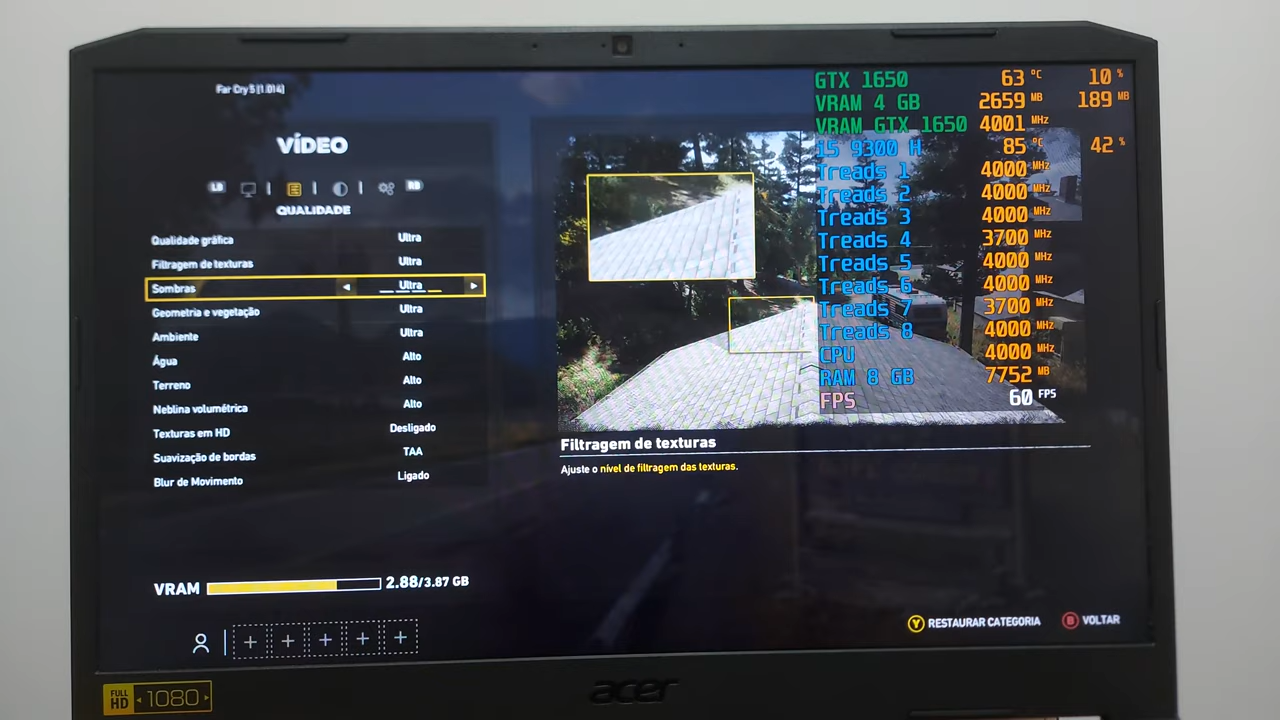 Far Cry 5 [1.014]
VÍDEO
LB RB
QUALIDADE
Qualidade gráfica Ultra
Filtragem de texturas Ultra
Sombras Ultra
Geometria e vegetação Ultra
Ambiente Ultra
Água Alto
Terreno Alto
Neblina volumétrica Alto
Texturas em HD Desligado
Suavização de bordas TAA
Blur de Movimento Ligado
VRAM 2.88/3.87 GB
GTX 1650 63 °C 10 %
VRAM 4 GB 2659 MB 189 MB
VRAM GTX 1650 4001 MHz
i5 9300 H 85 °C 42 %
Treads 1 4000 MHz
Treads 2 4000 MHz
Treads 3 4000 MHz
Treads 4 3700 MHz
Treads 5 4000 MHz
Treads 6 4000 MHz
Treads 7 3700 MHz
Treads 8 4000 MHz
CPU 4000 MHz
RAM 8 GB 7752 MB
FPS 60 FPS
Filtragem de texturas
Ajuste o nível de filtragem das texturas.
Y RESTAURAR CATEGORIA B VOLTAR
FULL HD 1080
acer